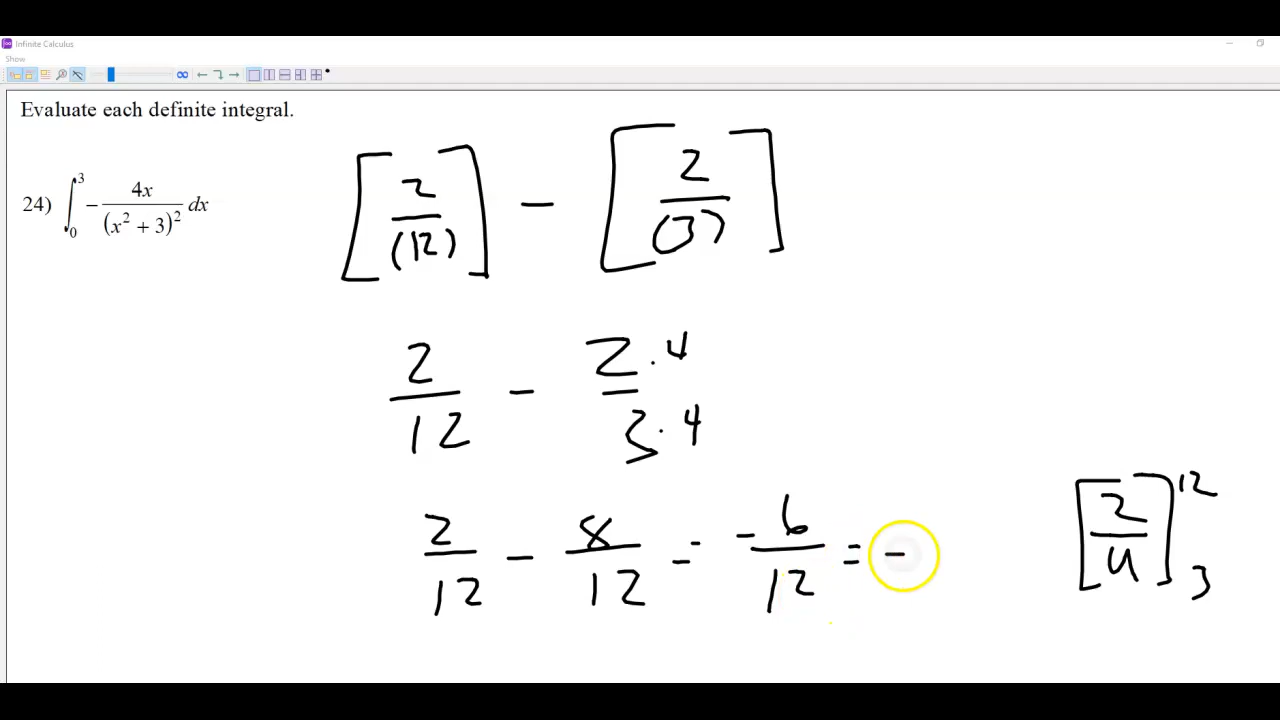 Infinite Calculus
Show
Evaluate each definite integral.
24) ∫₀³ − 4x/(x² + 3)² dx
[2/(12)] − [2/(3)]
2/12 − 2·4/3·4
2/12 − 8/12 = −6/12 = −
[2/u]₃¹²